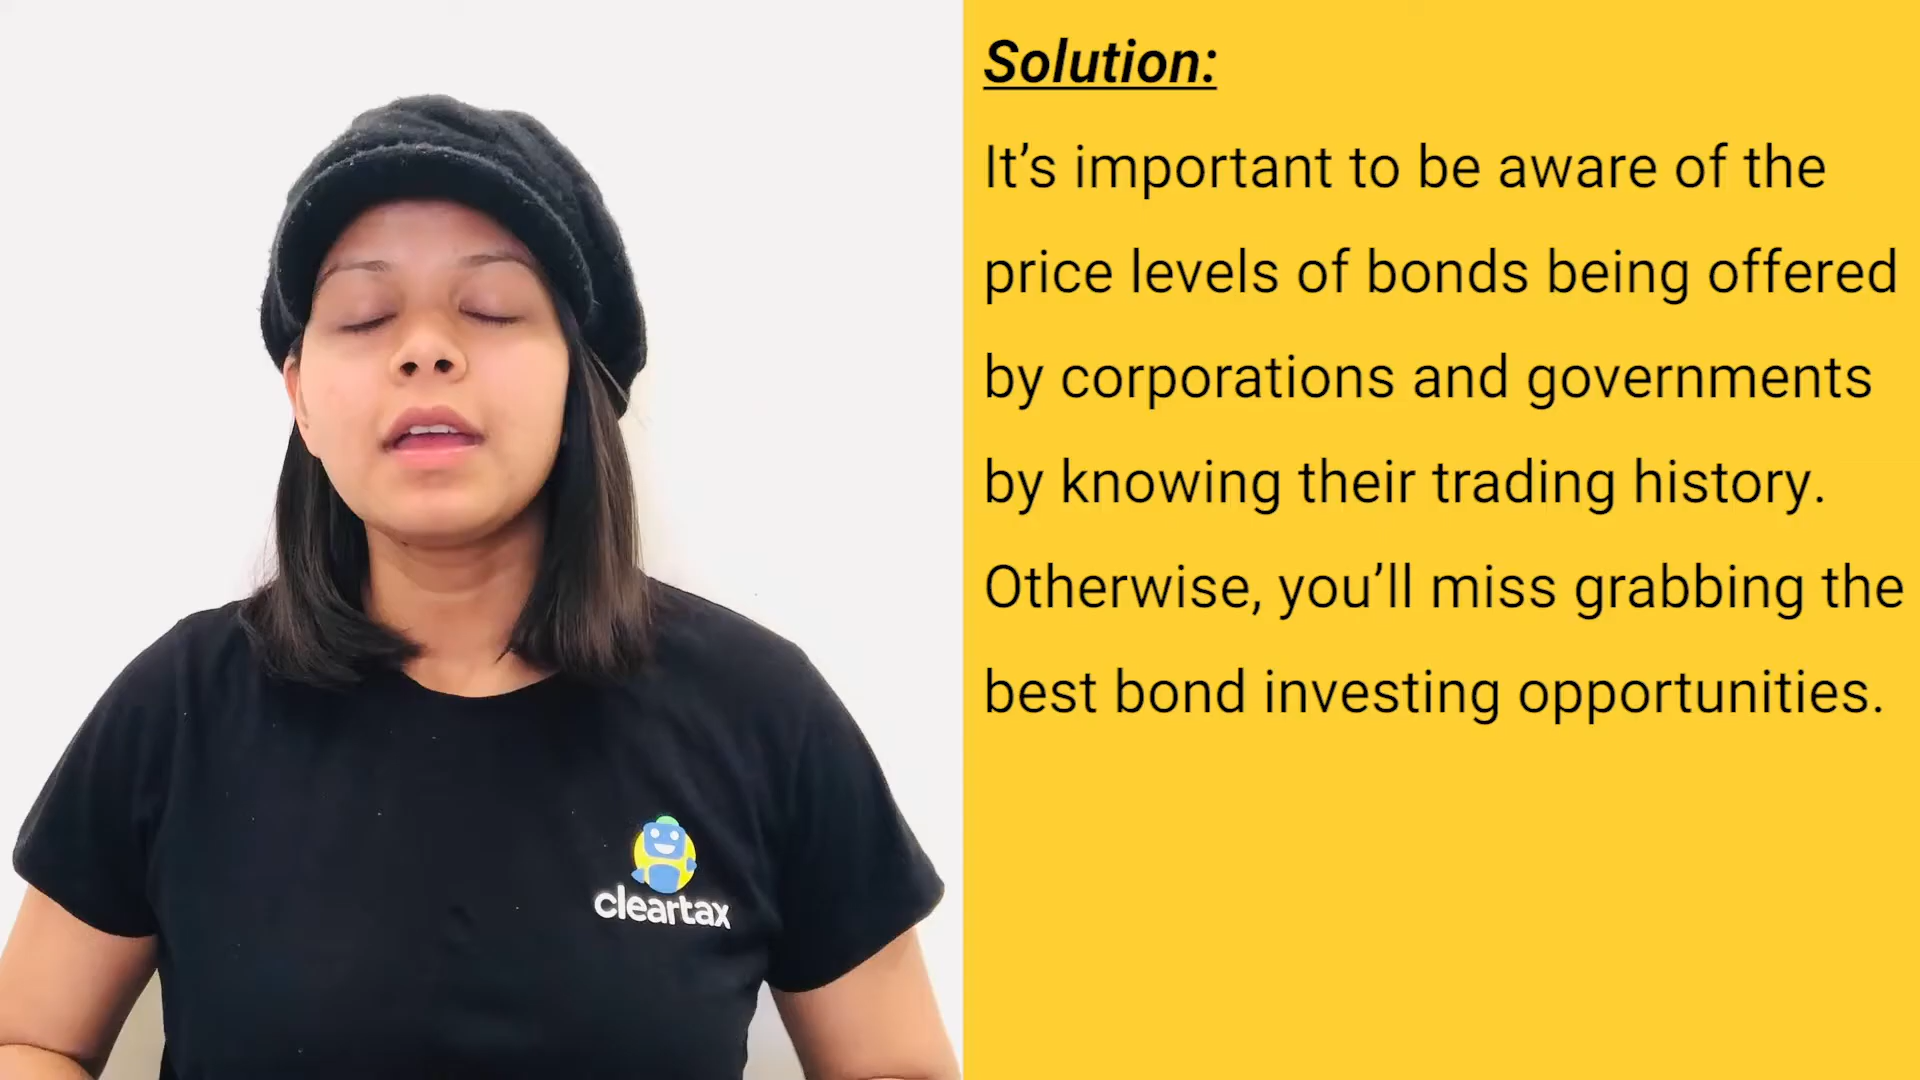 Solution:
It’s important to be aware of the
price levels of bonds being offered
by corporations and governments
by knowing their trading history.
Otherwise, you’ll miss grabbing the
best bond investing opportunities.
cleartax